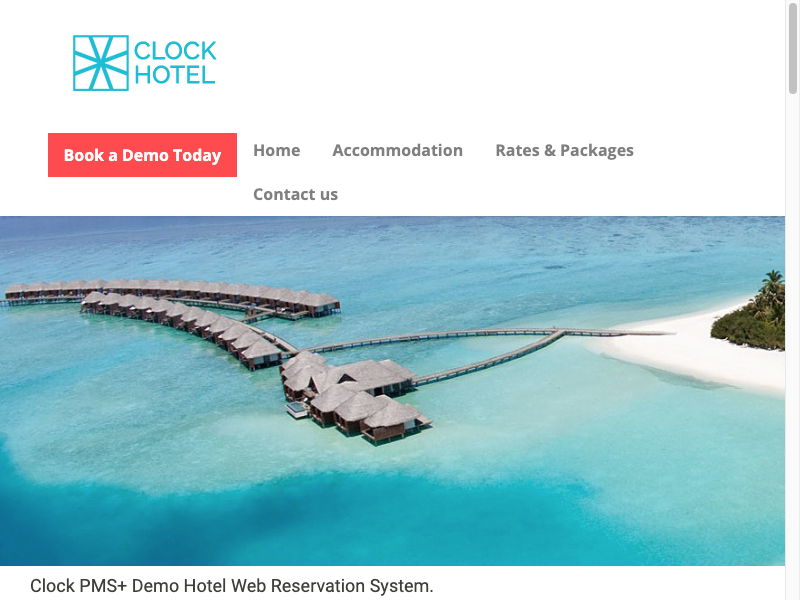 CLOCK
HOTEL
Book a Demo Today
Home
Accommodation
Rates & Packages
Contact us
Clock PMS+ Demo Hotel Web Reservation System.